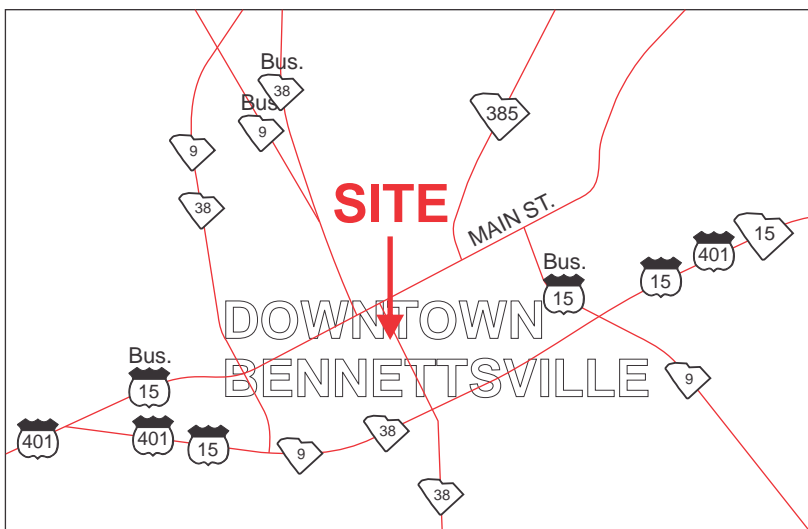 Bus.
38
Bus.
9
385
9
38
SITE
MAIN ST.
15
401
Bus.
15
15
DOWNTOWN
BENNETTSVILLE
Bus.
15
9
401
401
15
9
38
38